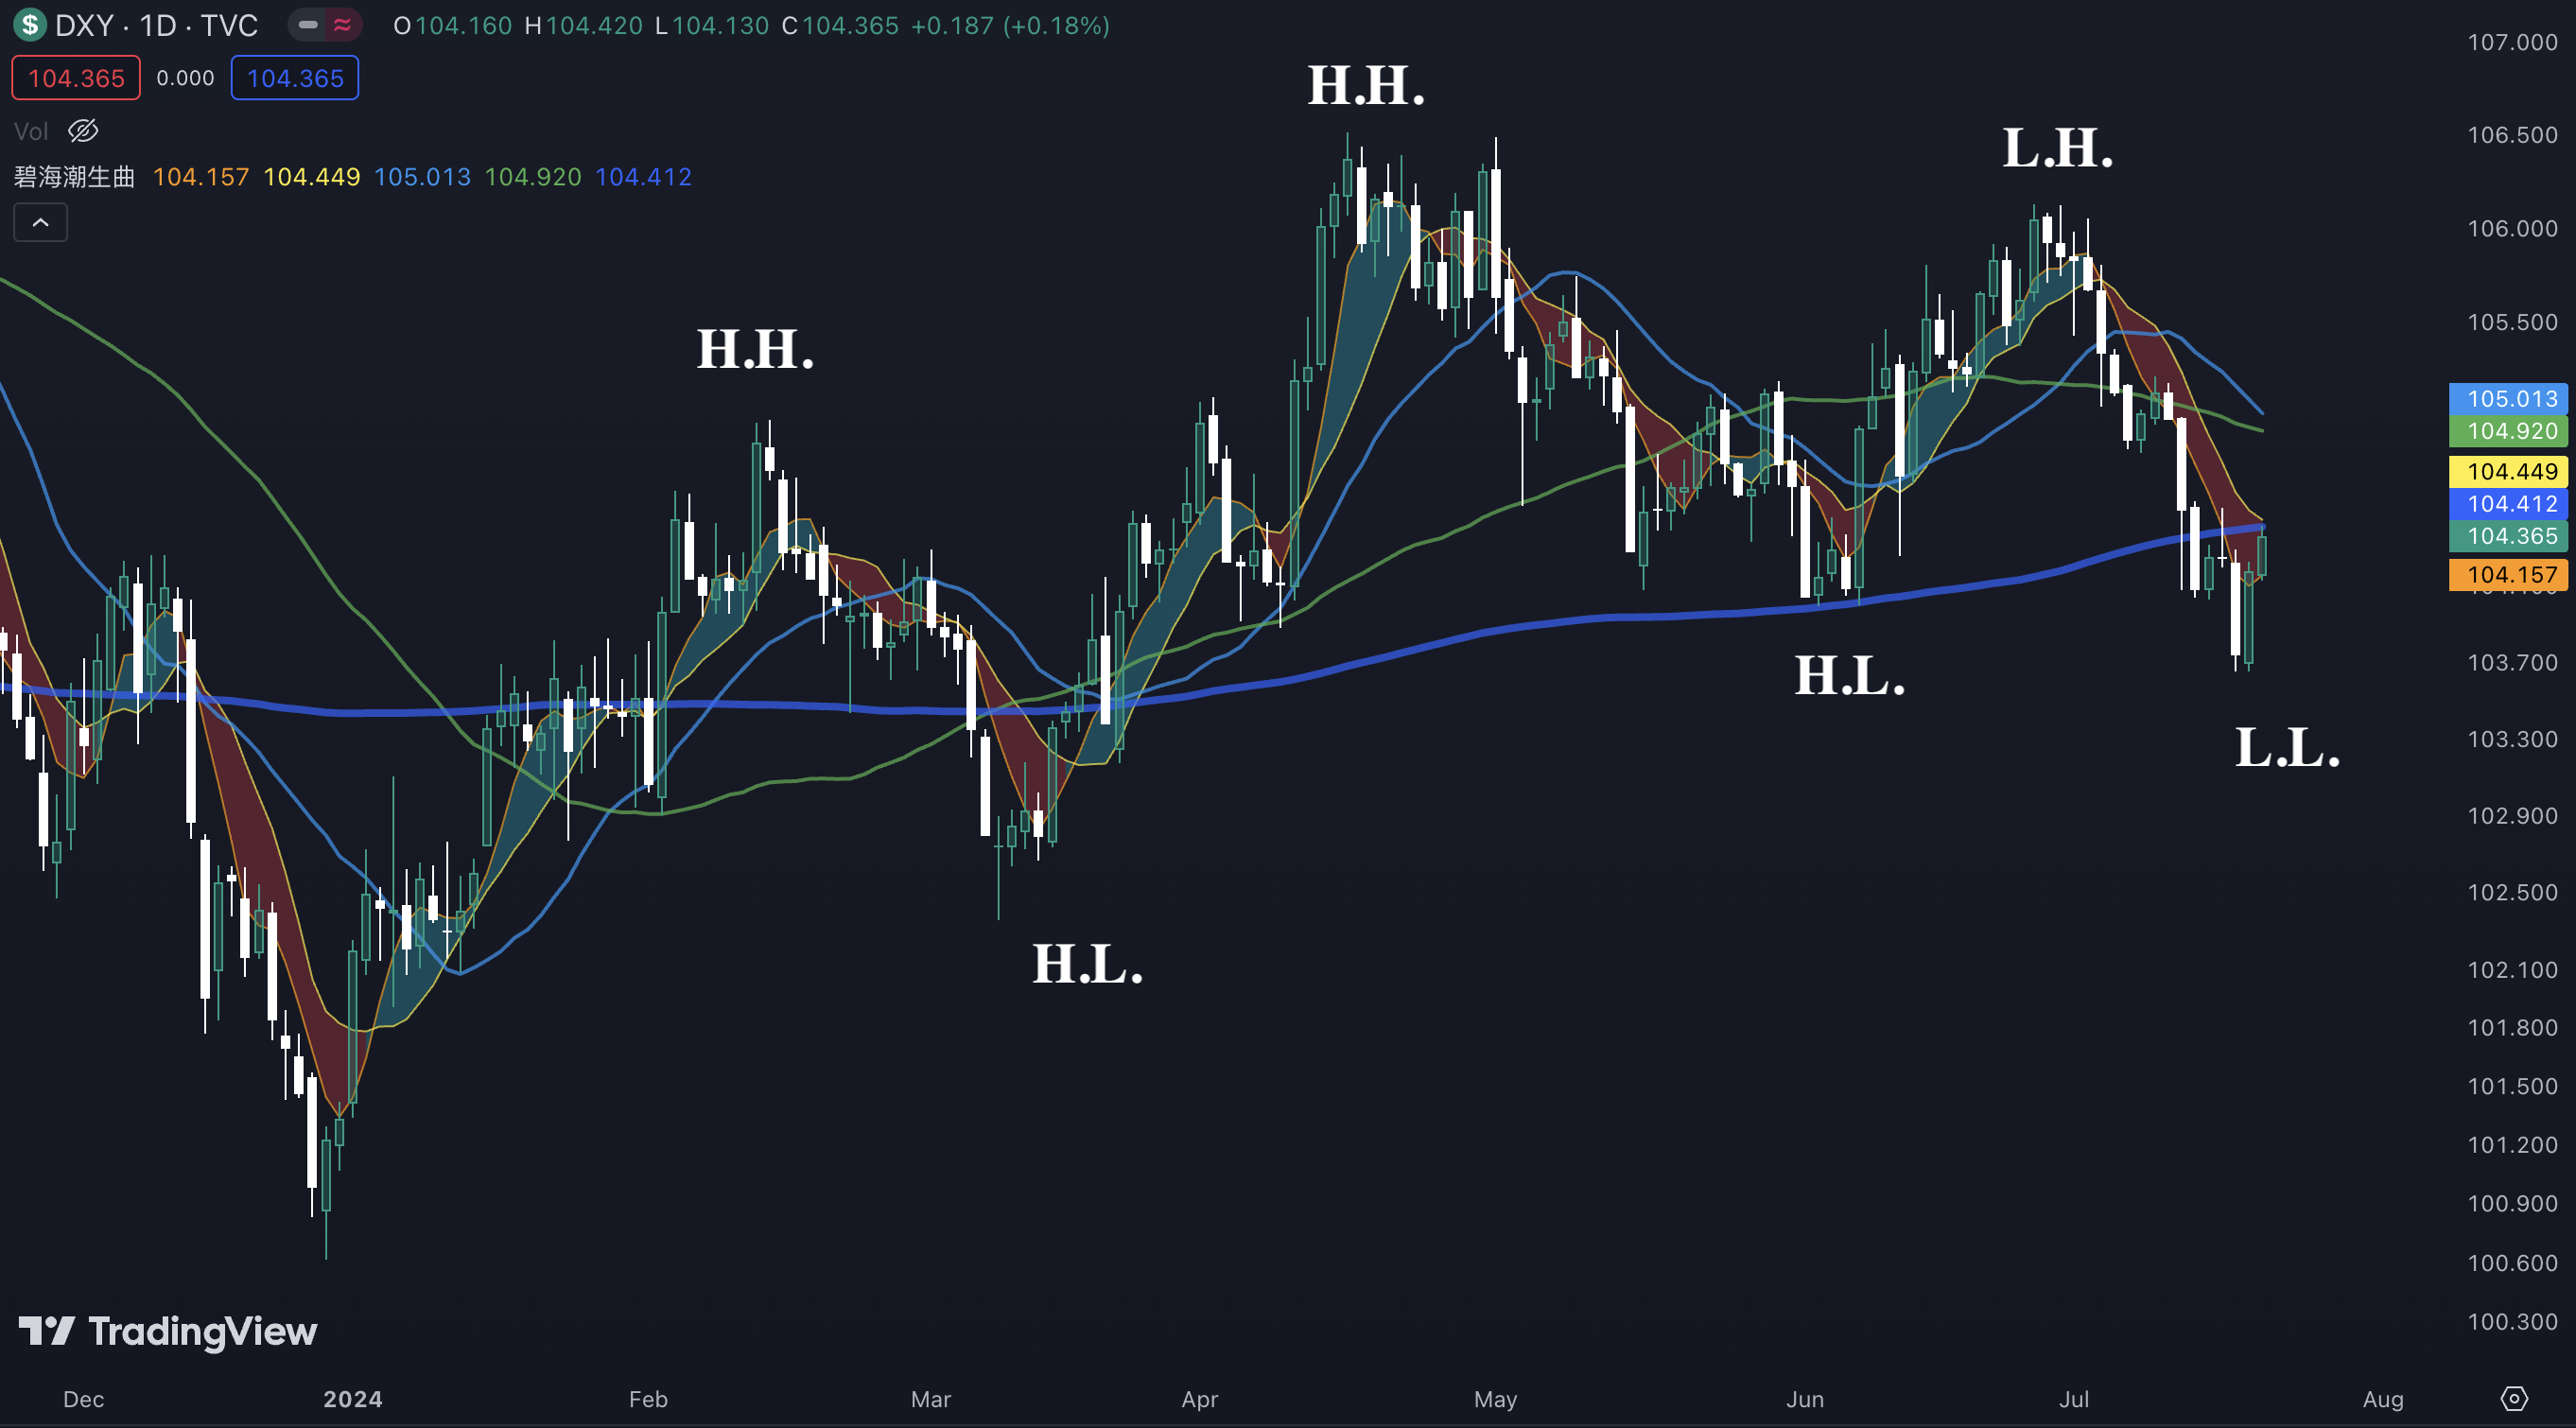 $ DXY · 1D · TVC O104.160 H104.420 L104.130 C104.365 +0.187 (+0.18%)
104.365 0.000 104.365
Vol
碧海潮生曲 104.157 104.449 105.013 104.920 104.412
H.H.
L.H.
H.H.
H.L.
L.L.
H.L.
107.000
106.500
106.000
105.500
105.013
104.920
104.449
104.412
104.365
104.157
103.700
103.300
102.900
102.500
102.100
101.800
101.500
101.200
100.900
100.600
100.300
TradingView
Dec 2024 Feb Mar Apr May Jun Jul Aug